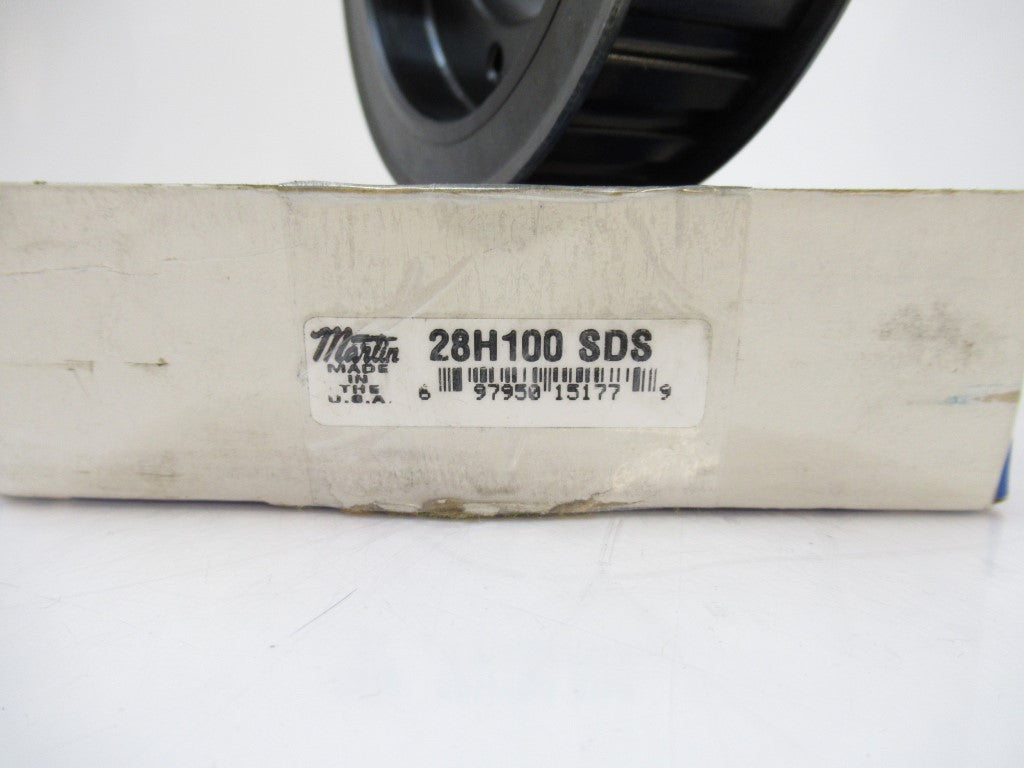 Martin
MADE
IN
THE
U.S.A.
28H100 SDS
6 97950 15177 9